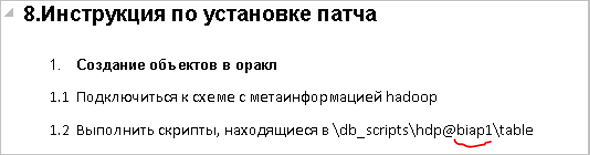 8.Инструкция по установке патча
1. Создание объектов в оракл
1.1 Подключиться к схеме с метаинформацией hadoop
1.2 Выполнить скрипты, находящиеся в \db_scripts\hdp@biap1\table